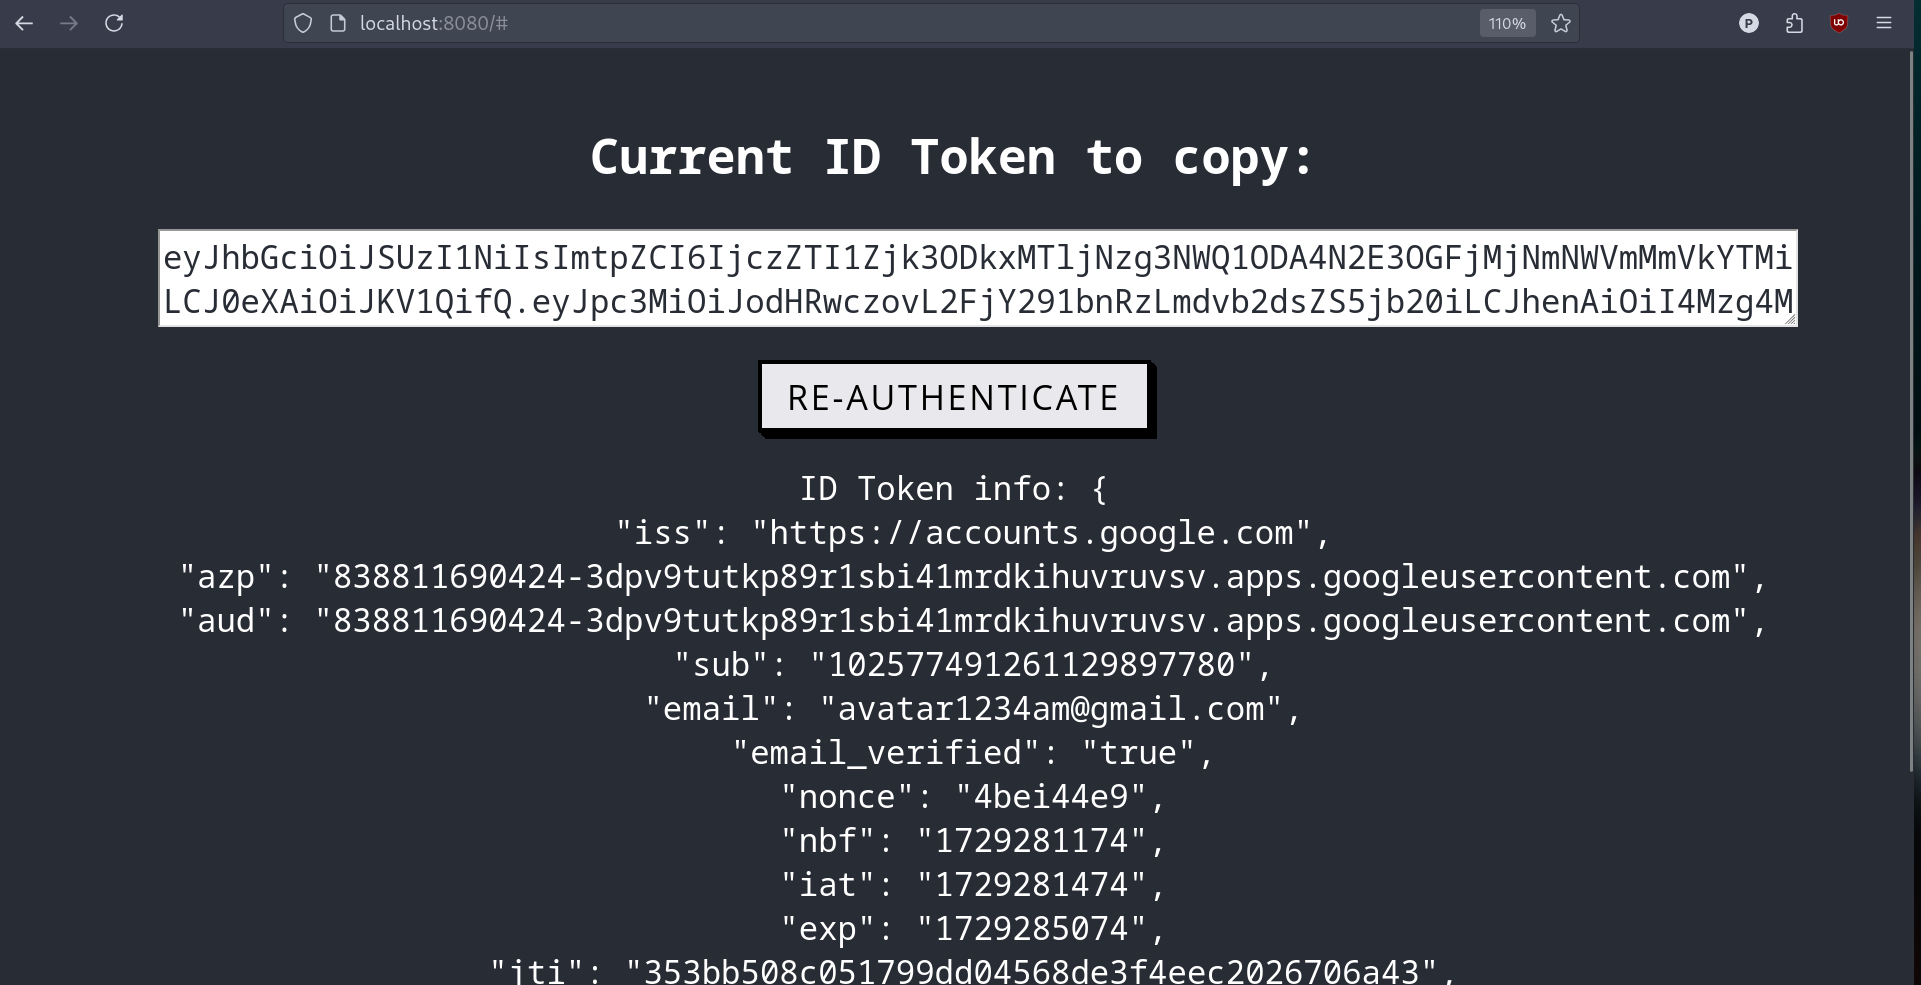 localhost:8080/#
110%
Current ID Token to copy:
eyJhbGciOiJSUzI1NiIsImtpZCI6IjczZTI1Zjk3ODkxMTljNzg3NWQ1ODA4N2E3OGFjMjNmNWVmMmVkYTMi
LCJ0eXAiOiJKV1QifQ.eyJpc3MiOiJodHRwczovL2FjY291bnRzLmdvb2dsZS5jb20iLCJhenAiOiI4Mzg4M
RE-AUTHENTICATE
ID Token info: {
"iss": "https://accounts.google.com",
"azp": "838811690424-3dpv9tutkp89r1sbi41mrdkihuvruvsv.apps.googleusercontent.com",
"aud": "838811690424-3dpv9tutkp89r1sbi41mrdkihuvruvsv.apps.googleusercontent.com",
"sub": "102577491261129897780",
"email": "avatar1234am@gmail.com",
"email_verified": "true",
"nonce": "4bei44e9",
"nbf": "1729281174",
"iat": "1729281474",
"exp": "1729285074",
"jti": "353bb508c051799dd04568de3f4eec2026706a43",